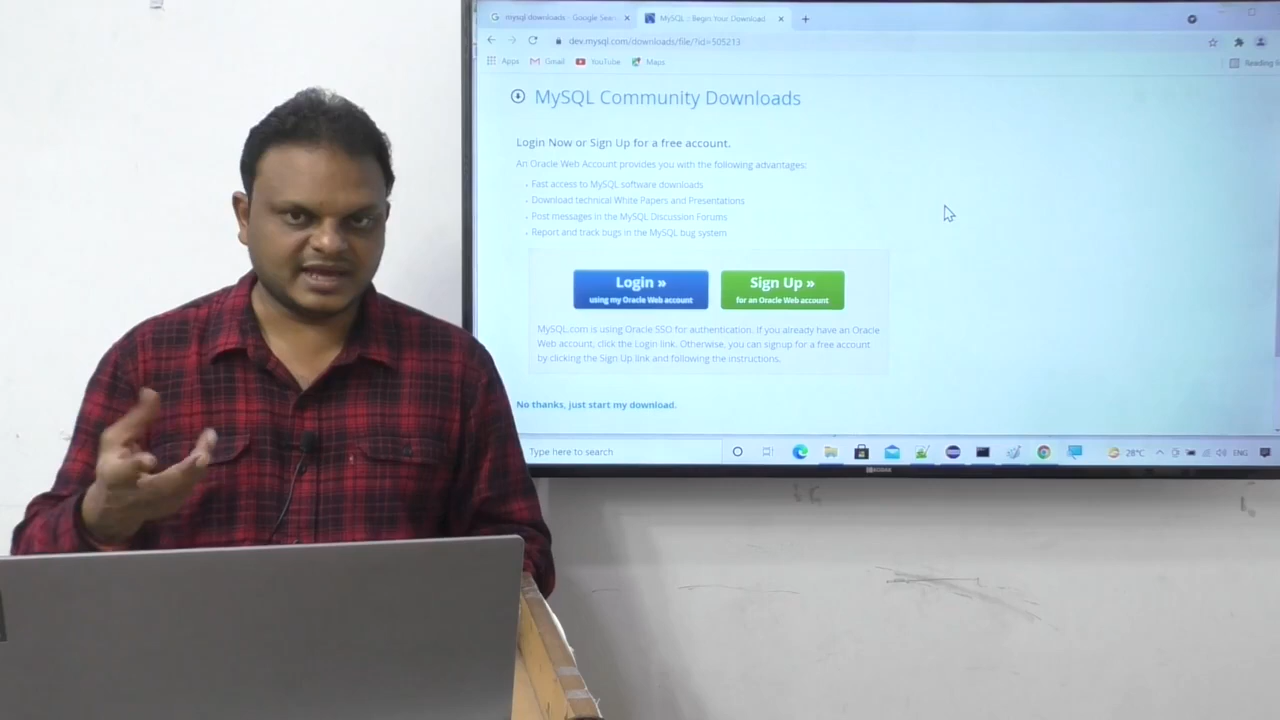 mysql downloads - Google Sear
MySQL :: Begin Your Download
dev.mysql.com/downloads/file/?id=505213
Apps Gmail YouTube Maps
Reading
MySQL Community Downloads
Login Now or Sign Up for a free account.
An Oracle Web Account provides you with the following advantages:
Fast access to MySQL software downloads
Download technical White Papers and Presentations
Post messages in the MySQL Discussion Forums
Report and track bugs in the MySQL bug system
Login »
using my Oracle Web account
Sign Up »
for an Oracle Web account
MySQL.com is using Oracle SSO for authentication. If you already have an Oracle
Web account, click the Login link. Otherwise, you can signup for a free account
by clicking the Sign Up link and following the instructions.
No thanks, just start my download.
Type here to search
28°C
ENG